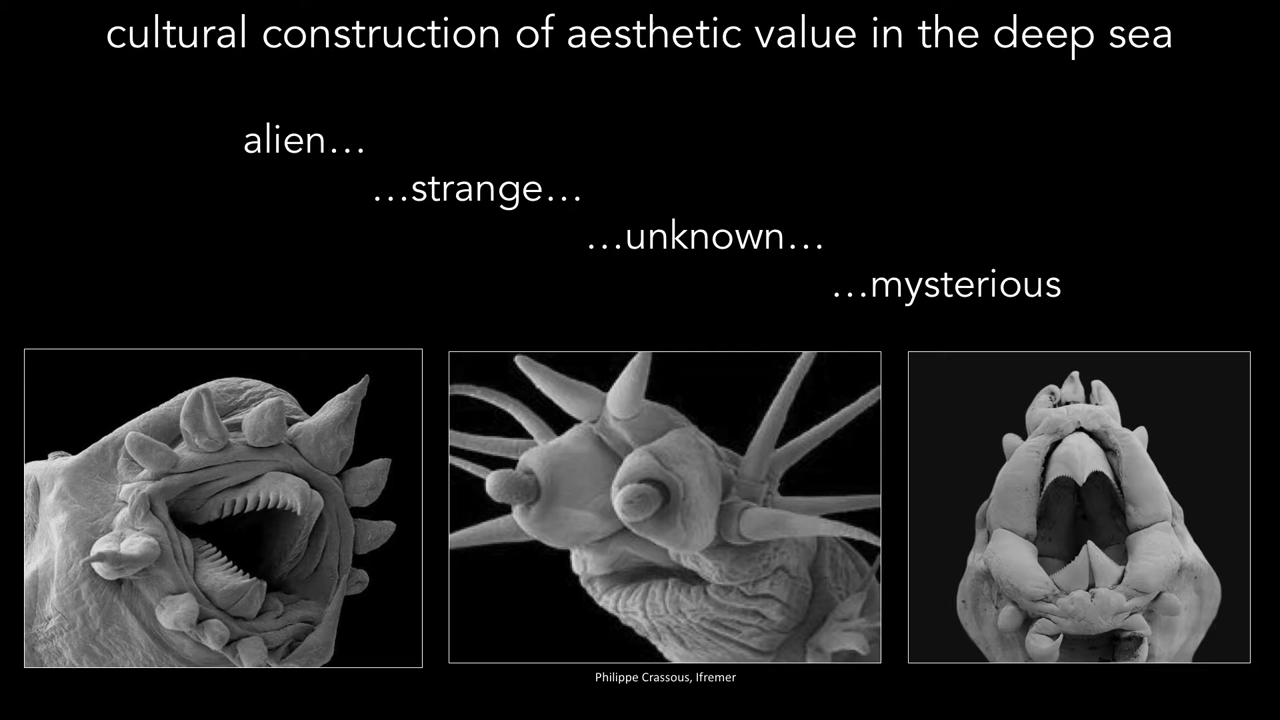 cultural construction of aesthetic value in the deep sea
alien…
…strange…
…unknown…
…mysterious
Philippe Crassous, Ifremer